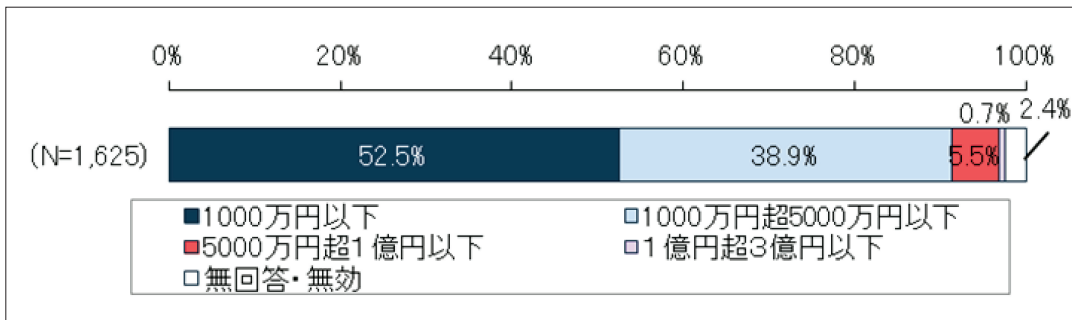 0% 20% 40% 60% 80% 100%
0.7% 2.4%
(N=1,625) 52.5% 38.9% 5.5%
■1000万円以下 □1000万円超5000万円以下
■5000万円超1億円以下 □1億円超3億円以下
□無回答・無効